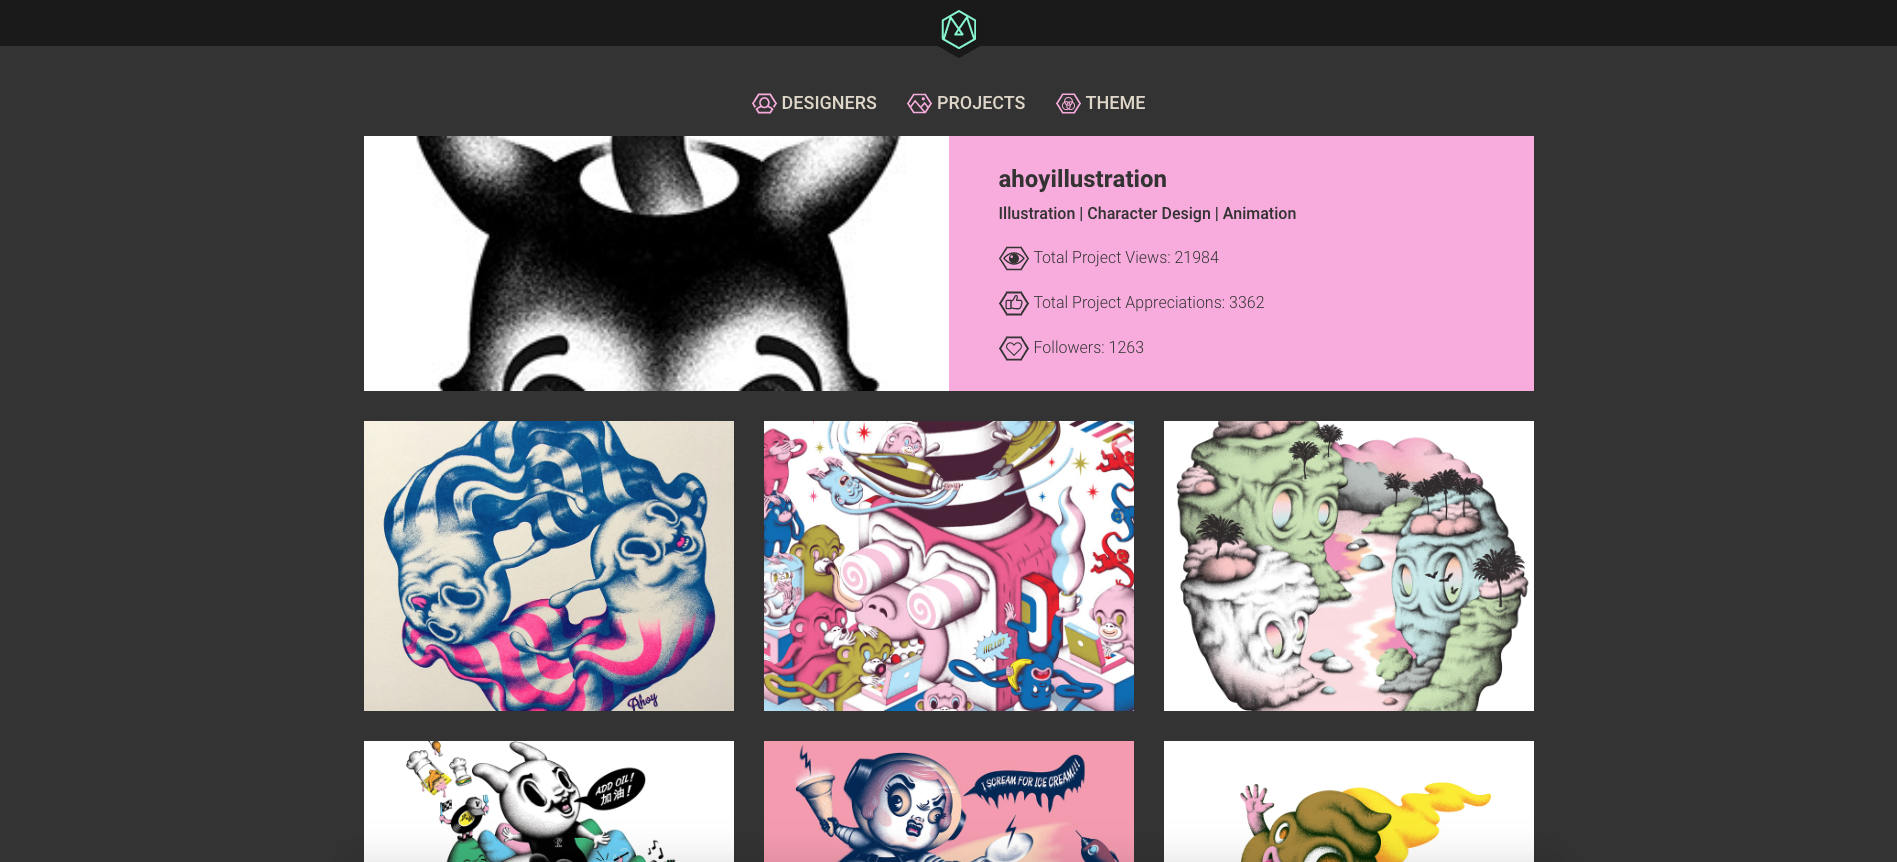 DESIGNERS
PROJECTS
THEME
ahoyillustration
Illustration | Character Design | Animation
Total Project Views: 21984
Total Project Appreciations: 3362
Followers: 1263
HELLO?
Ahoy
ADD OIL!
加油!
I SCREAM FOR ICE CREAM!!!